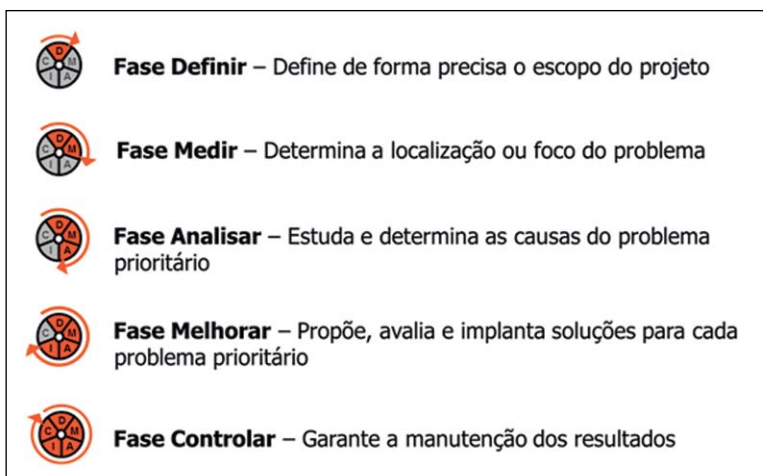 D M A I C
Fase Definir – Define de forma precisa o escopo do projeto
D M A I C
Fase Medir – Determina a localização ou foco do problema
D M A I C
Fase Analisar – Estuda e determina as causas do problema
prioritário
D M A I C
Fase Melhorar – Propõe, avalia e implanta soluções para cada
problema prioritário
D M A I C
Fase Controlar – Garante a manutenção dos resultados